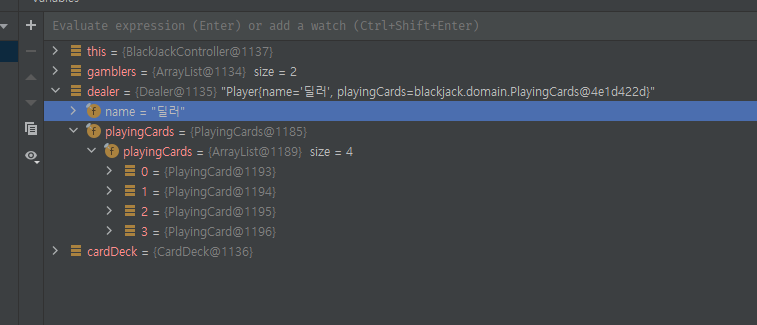 Variables
Evaluate expression (Enter) or add a watch (Ctrl+Shift+Enter)
this = {BlackJackController@1137}
gamblers = {ArrayList@1134} size = 2
dealer = {Dealer@1135} "Player{name='딜러', playingCards=blackjack.domain.PlayingCards@4e1d422d}"
f name = "딜러"
f playingCards = {PlayingCards@1185}
f playingCards = {ArrayList@1189} size = 4
0 = {PlayingCard@1193}
1 = {PlayingCard@1194}
2 = {PlayingCard@1195}
3 = {PlayingCard@1196}
cardDeck = {CardDeck@1136}